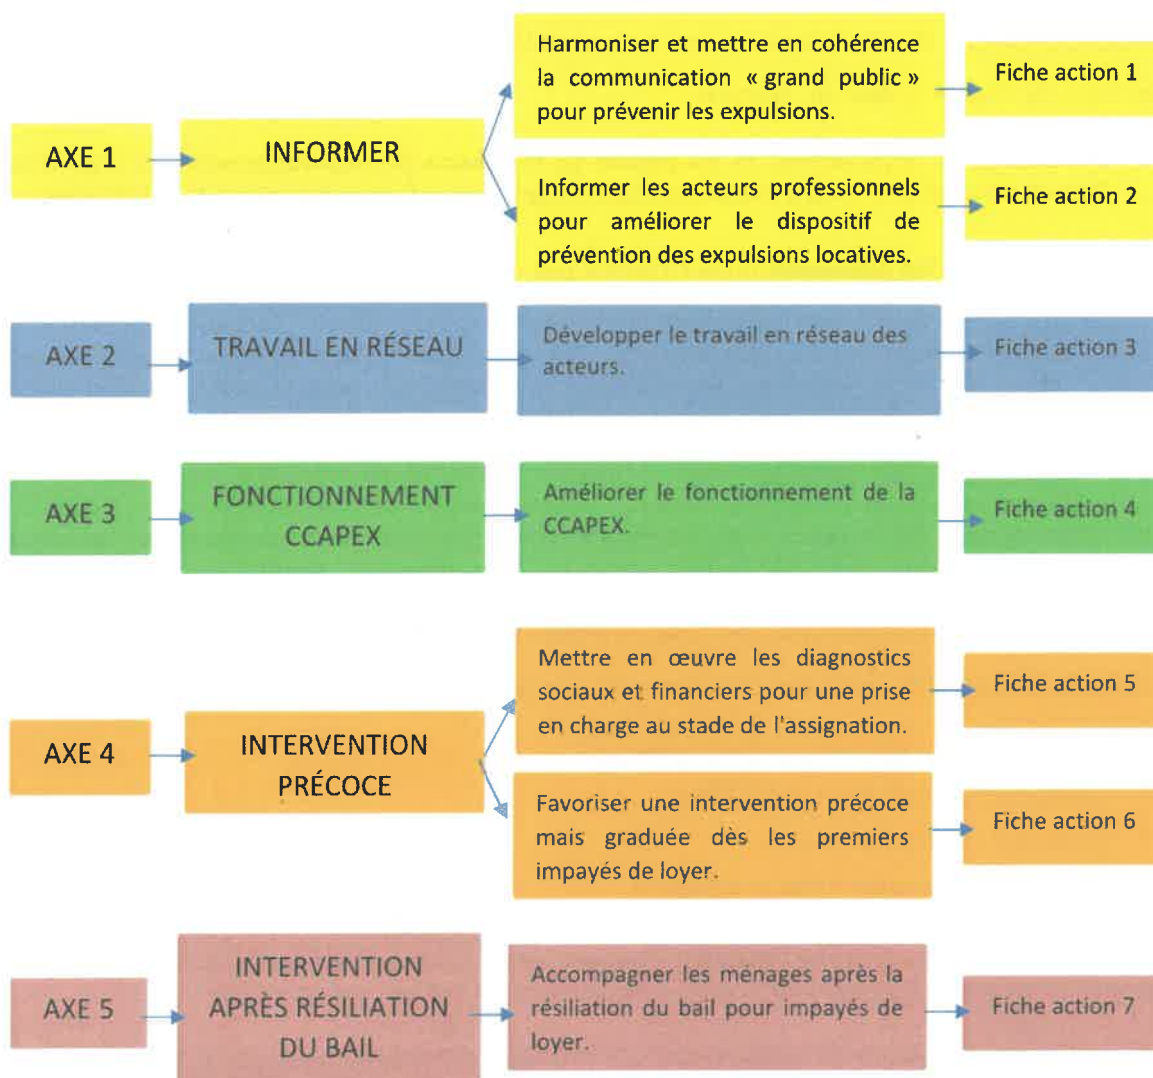 AXE 1
INFORMER
Harmoniser et mettre en cohérence
la communication « grand public »
pour prévenir les expulsions.
Fiche action 1
Informer les acteurs professionnels
pour améliorer le dispositif de
prévention des expulsions locatives.
Fiche action 2
AXE 2
TRAVAIL EN RÉSEAU
Développer le travail en réseau des
acteurs.
Fiche action 3
AXE 3
FONCTIONNEMENT
CCAPEX
Améliorer le fonctionnement de la
CCAPEX.
Fiche action 4
AXE 4
INTERVENTION
PRÉCOCE
Mettre en œuvre les diagnostics
sociaux et financiers pour une prise
en charge au stade de l'assignation.
Fiche action 5
Favoriser une intervention précoce
mais graduée dès les premiers
impayés de loyer.
Fiche action 6
AXE 5
INTERVENTION
APRÈS RÉSILIATION
DU BAIL
Accompagner les ménages après la
résiliation du bail pour impayés de
loyer.
Fiche action 7